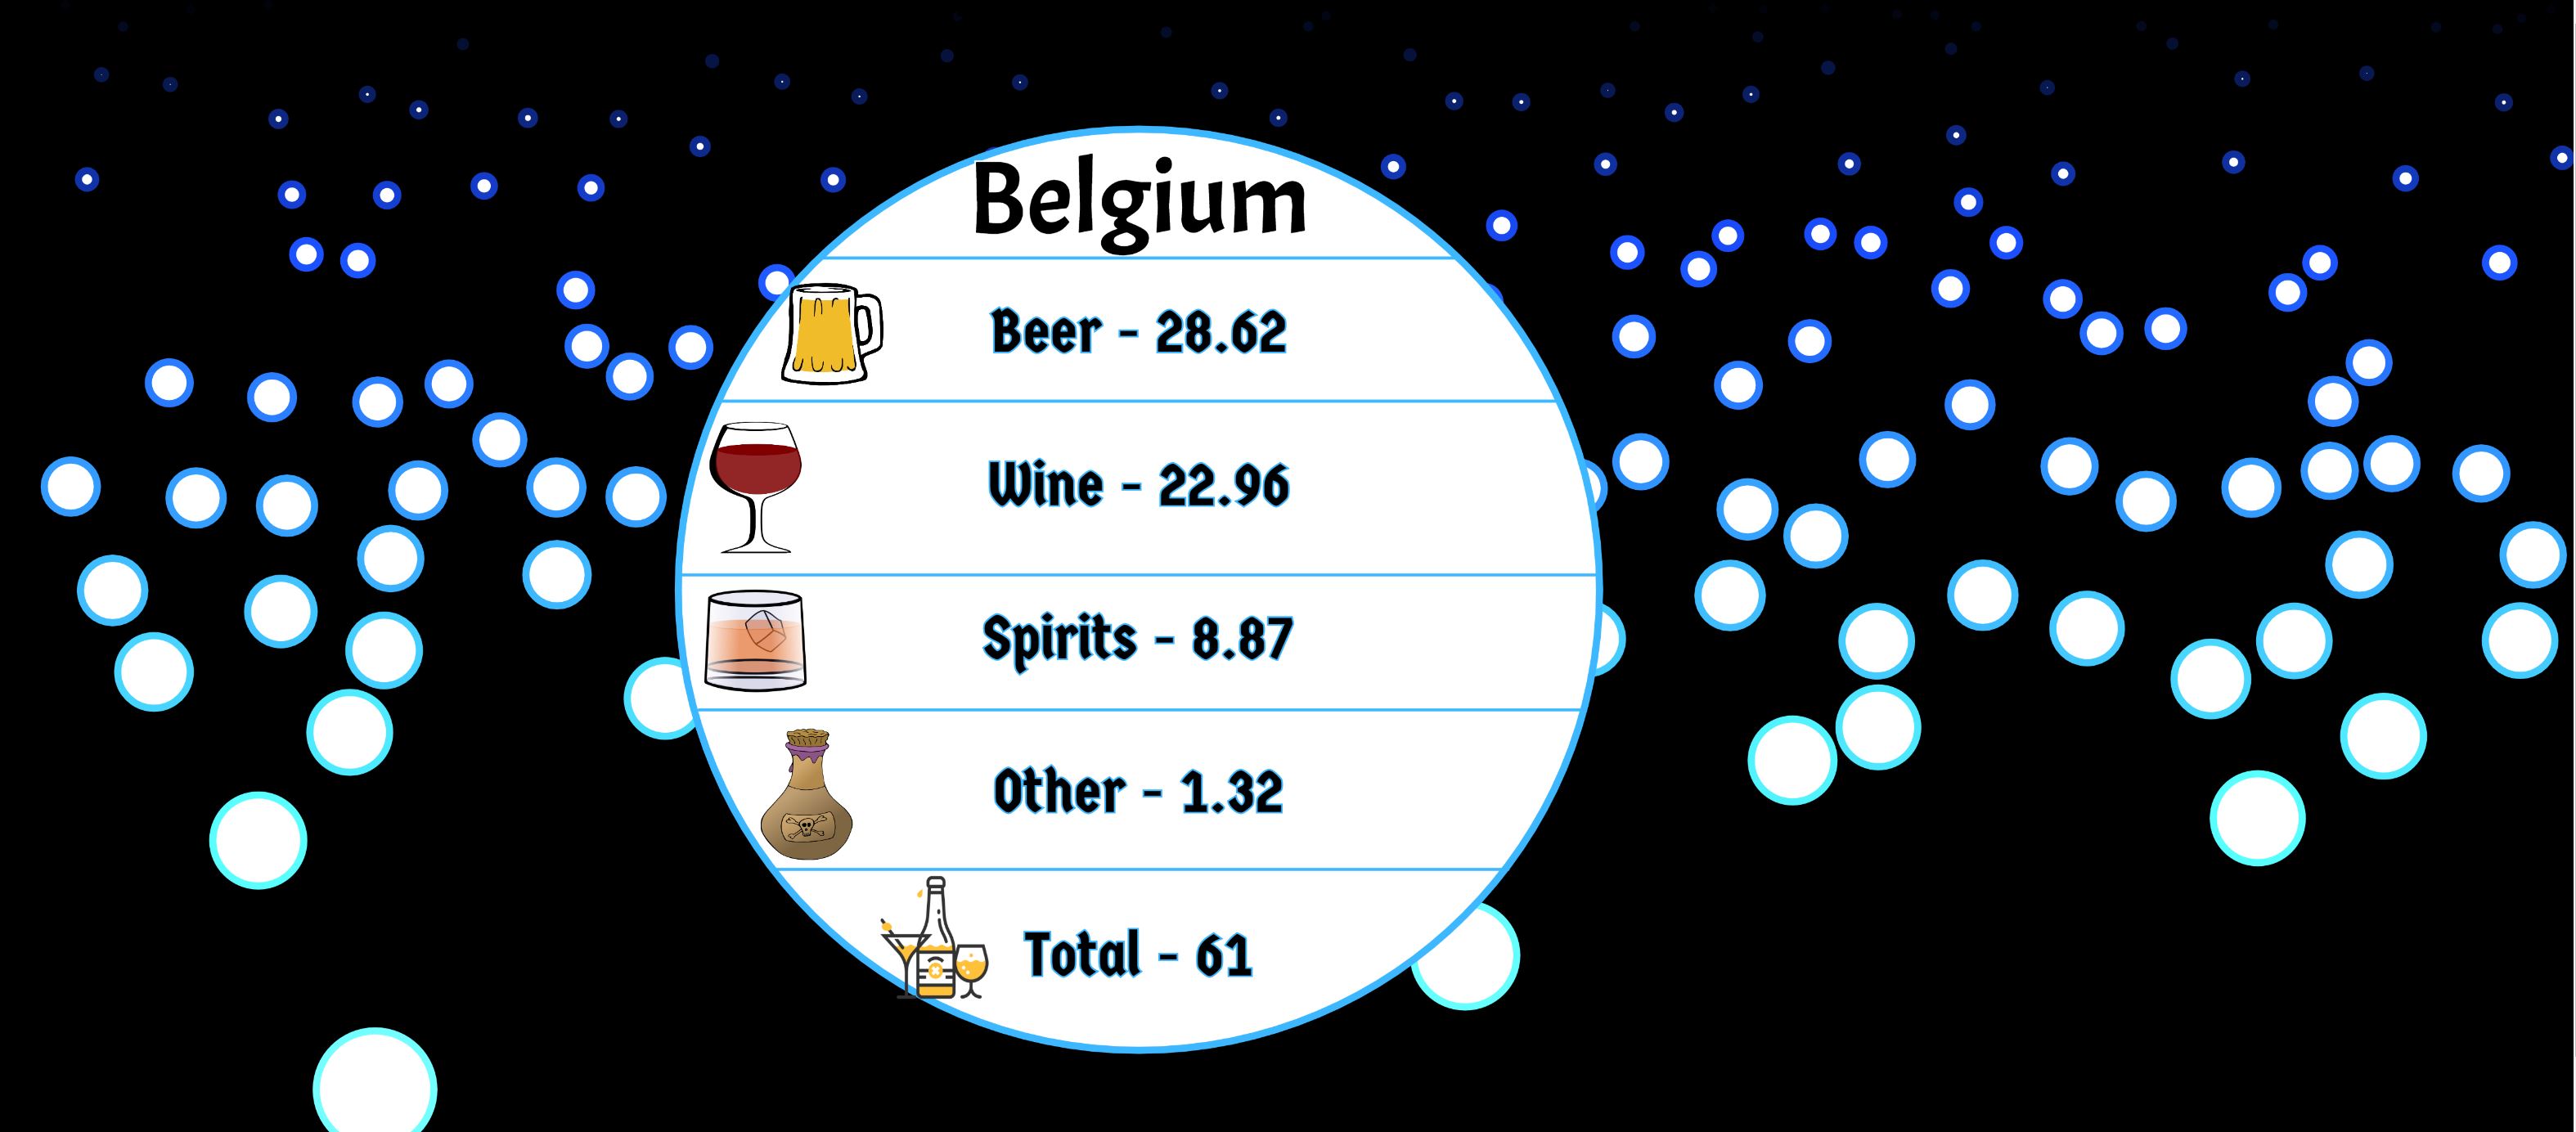 Belgium
Beer - 28.62
Wine - 22.96
Spirits - 8.87
Other - 1.32
Total - 61